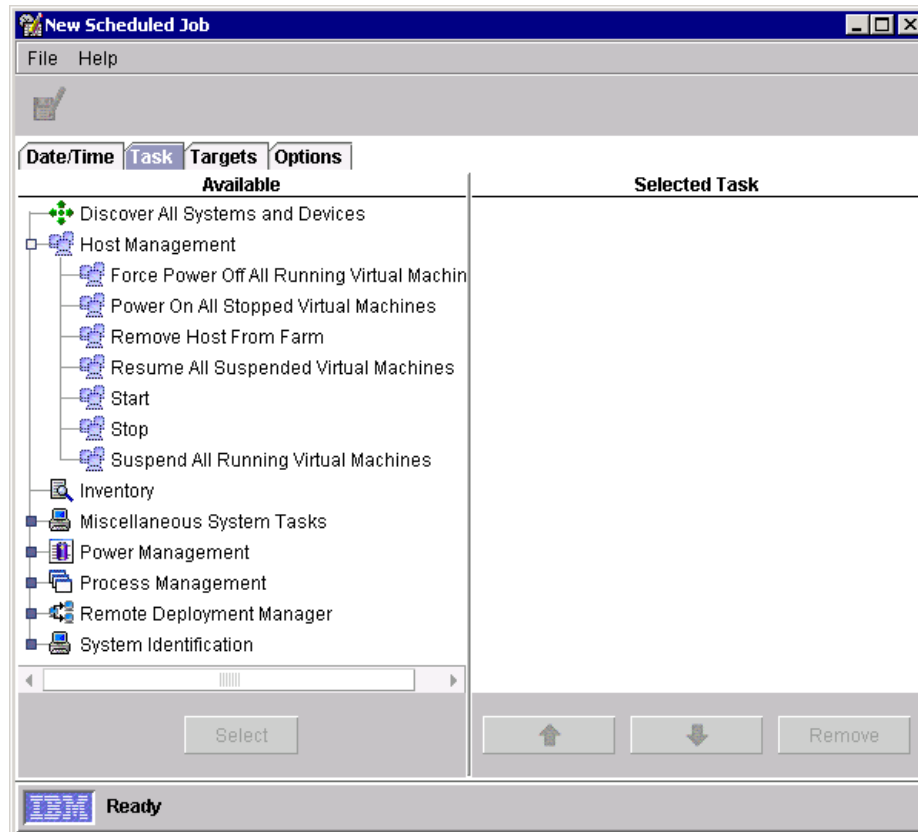 New Scheduled Job
File Help
Date/Time Task Targets Options
Available Selected Task
Discover All Systems and Devices
Host Management
Force Power Off All Running Virtual Machin
Power On All Stopped Virtual Machines
Remove Host From Farm
Resume All Suspended Virtual Machines
Start
Stop
Suspend All Running Virtual Machines
Inventory
Miscellaneous System Tasks
Power Management
Process Management
Remote Deployment Manager
System Identification
Select Remove
IBM Ready